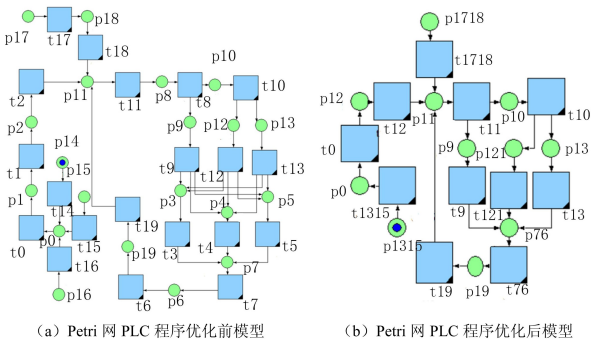 p17 t17 p18
t18
p10
t2 p11 t11 p8 t8 t10
p2 p14 p9 p12 p13
t1 p15 t9 t12 t13
p1 t14 p3 p4 p5
t0 p0 t15 t19 t3 t4 t5
t16 p19 p7
p16 t6 p6 t7
(a) Petri 网 PLC 程序优化前模型
p1718
t1718
p12 t12 p11 t11 p10 t10
t0 p9 p121 p13
p0 t1315 t9 t121 t13
p1315 p76
t19 p19 t76
(b) Petri 网 PLC 程序优化后模型